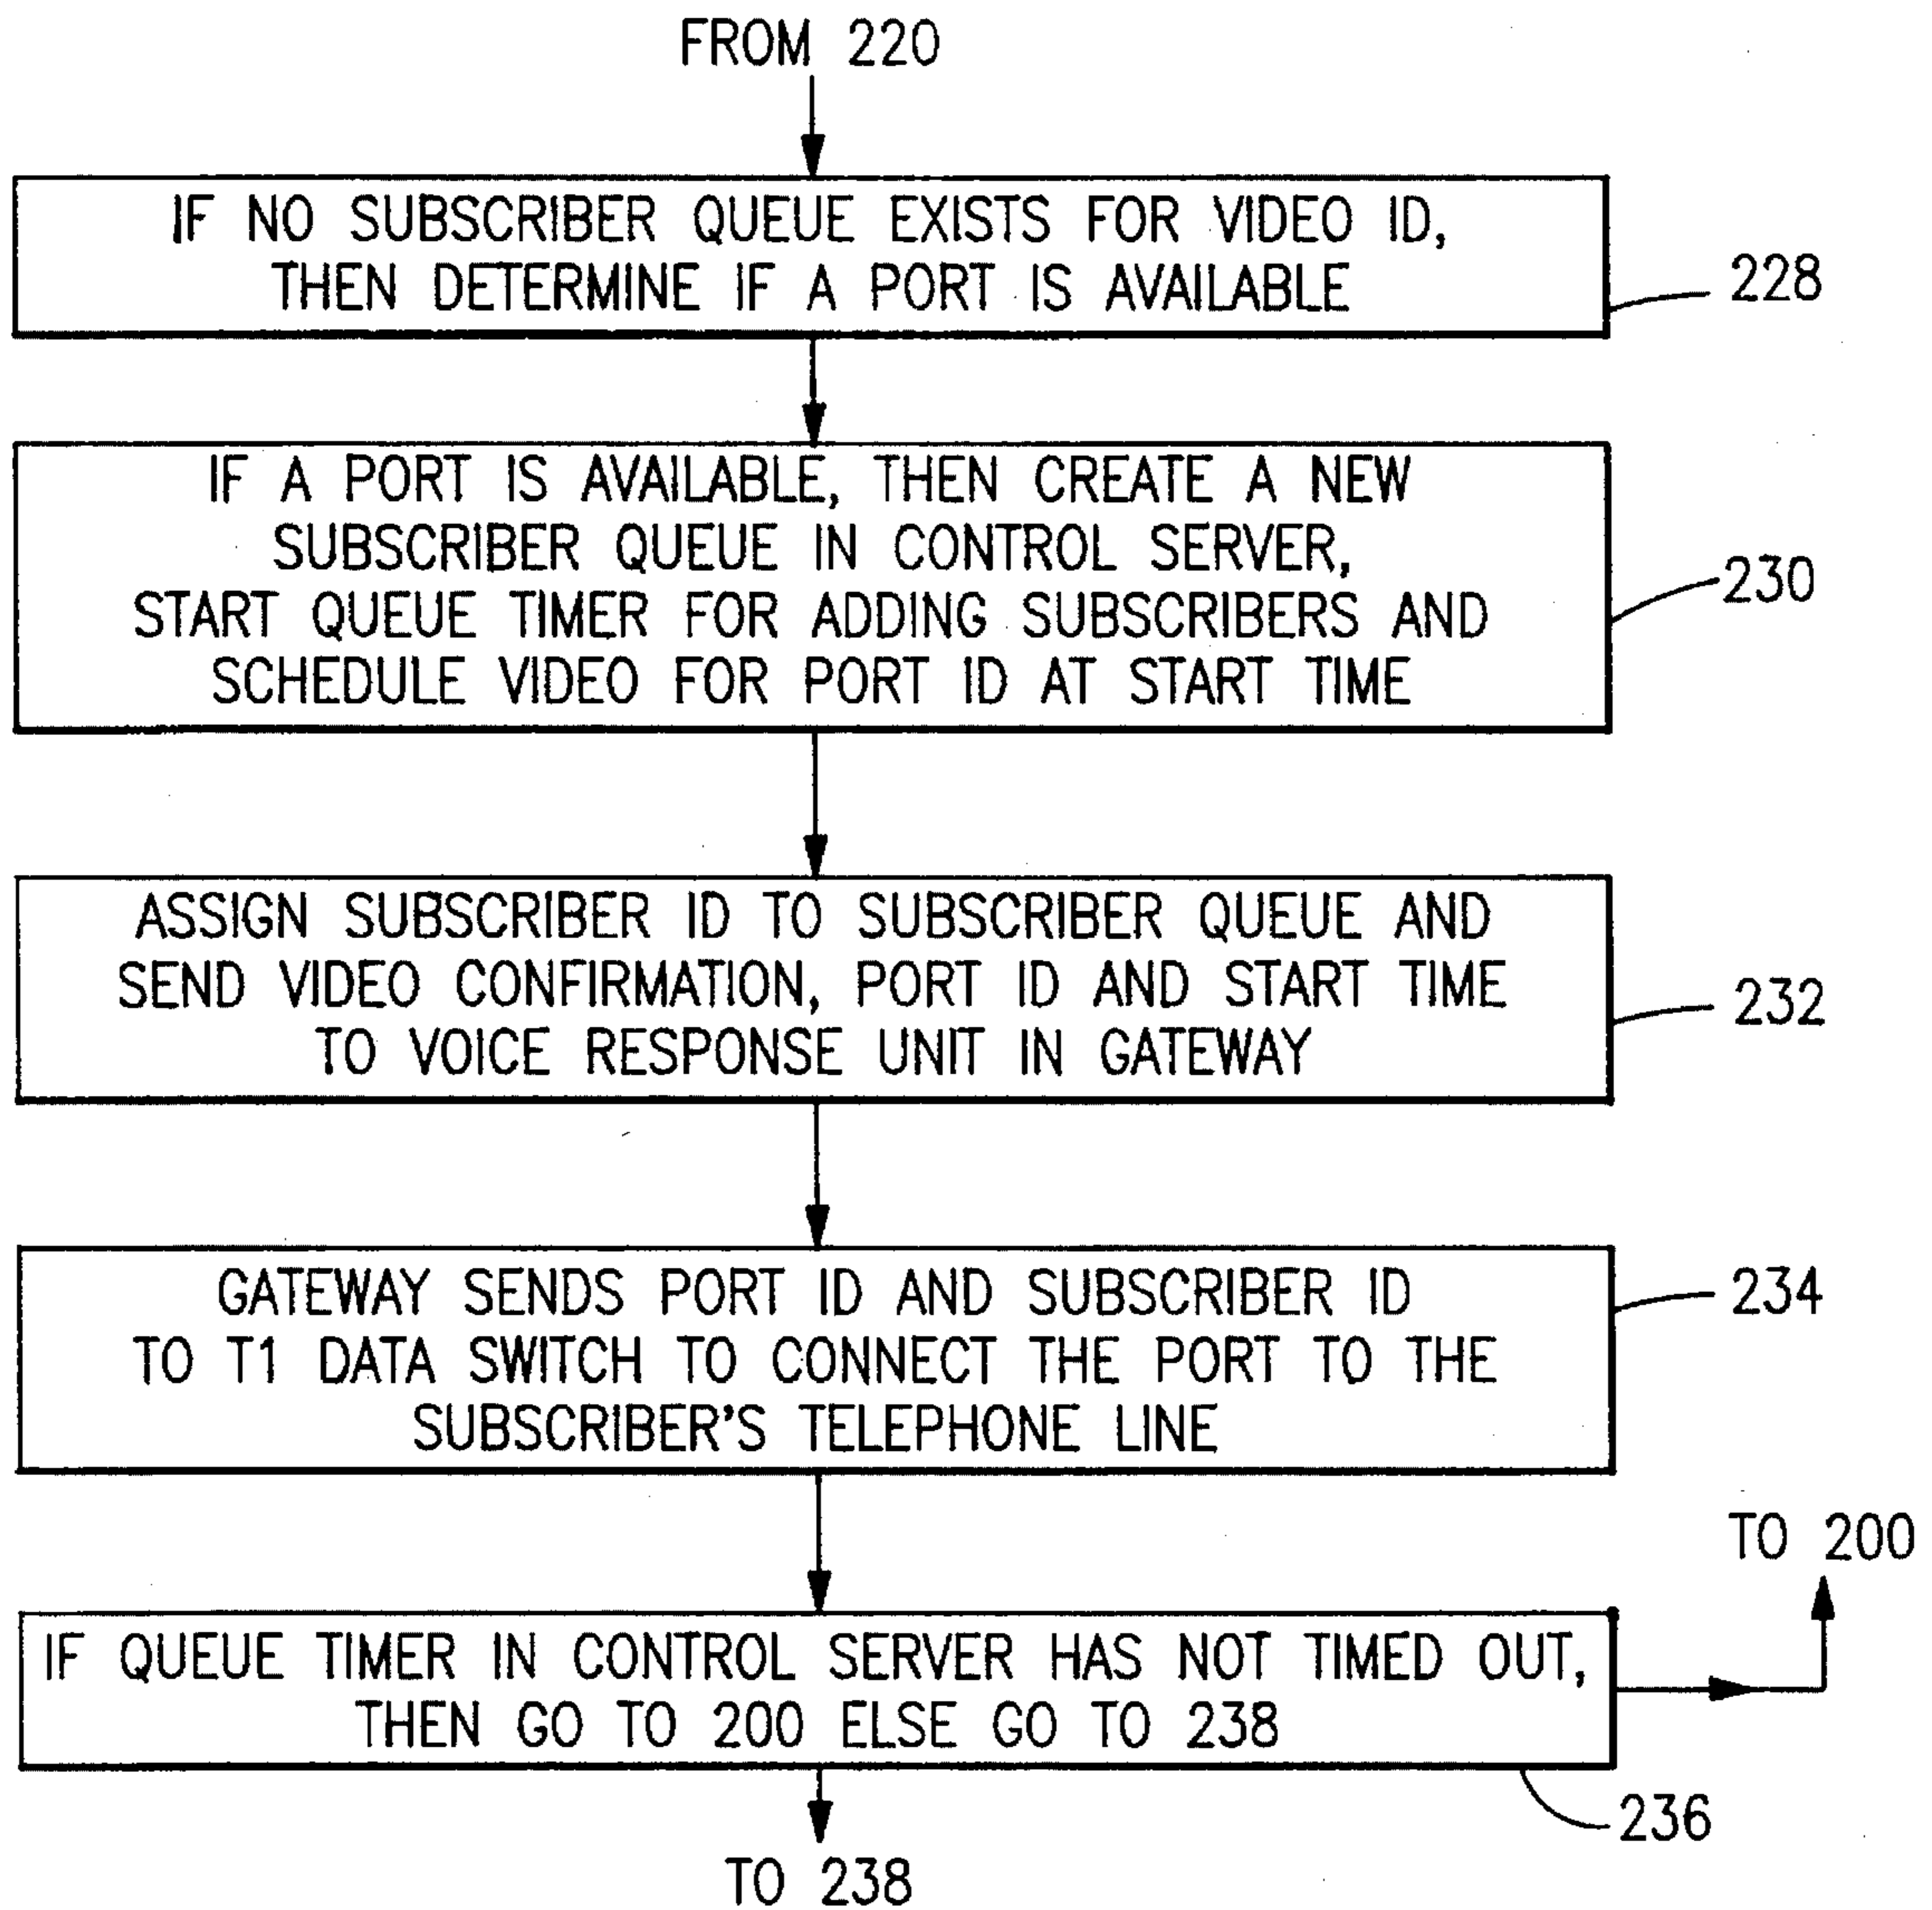 FROM 220
IF NO SUBSCRIBER QUEUE EXISTS FOR VIDEO ID,
THEN DETERMINE IF A PORT IS AVAILABLE
228
IF A PORT IS AVAILABLE, THEN CREATE A NEW
SUBSCRIBER QUEUE IN CONTROL SERVER,
START QUEUE TIMER FOR ADDING SUBSCRIBERS AND
SCHEDULE VIDEO FOR PORT ID AT START TIME
230
ASSIGN SUBSCRIBER ID TO SUBSCRIBER QUEUE AND
SEND VIDEO CONFIRMATION, PORT ID AND START TIME
TO VOICE RESPONSE UNIT IN GATEWAY
232
GATEWAY SENDS PORT ID AND SUBSCRIBER ID
TO T1 DATA SWITCH TO CONNECT THE PORT TO THE
SUBSCRIBER'S TELEPHONE LINE
234
TO 200
IF QUEUE TIMER IN CONTROL SERVER HAS NOT TIMED OUT,
THEN GO TO 200 ELSE GO TO 238
236
TO 238